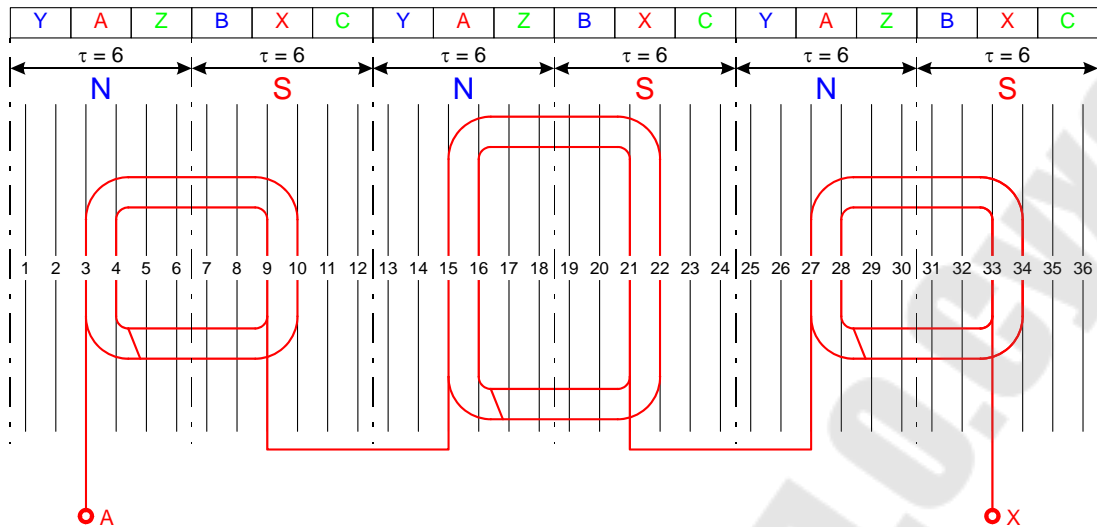 Y A Z B X C Y A Z B X C Y A Z B X C
τ = 6 τ = 6 τ = 6 τ = 6 τ = 6 τ = 6
N S N S N S
1 2 3 4 5 6 7 8 9 10 11 12 13 14 15 16 17 18 19 20 21 22 23 24 25 26 27 28 29 30 31 32 33 34 35 36
A X